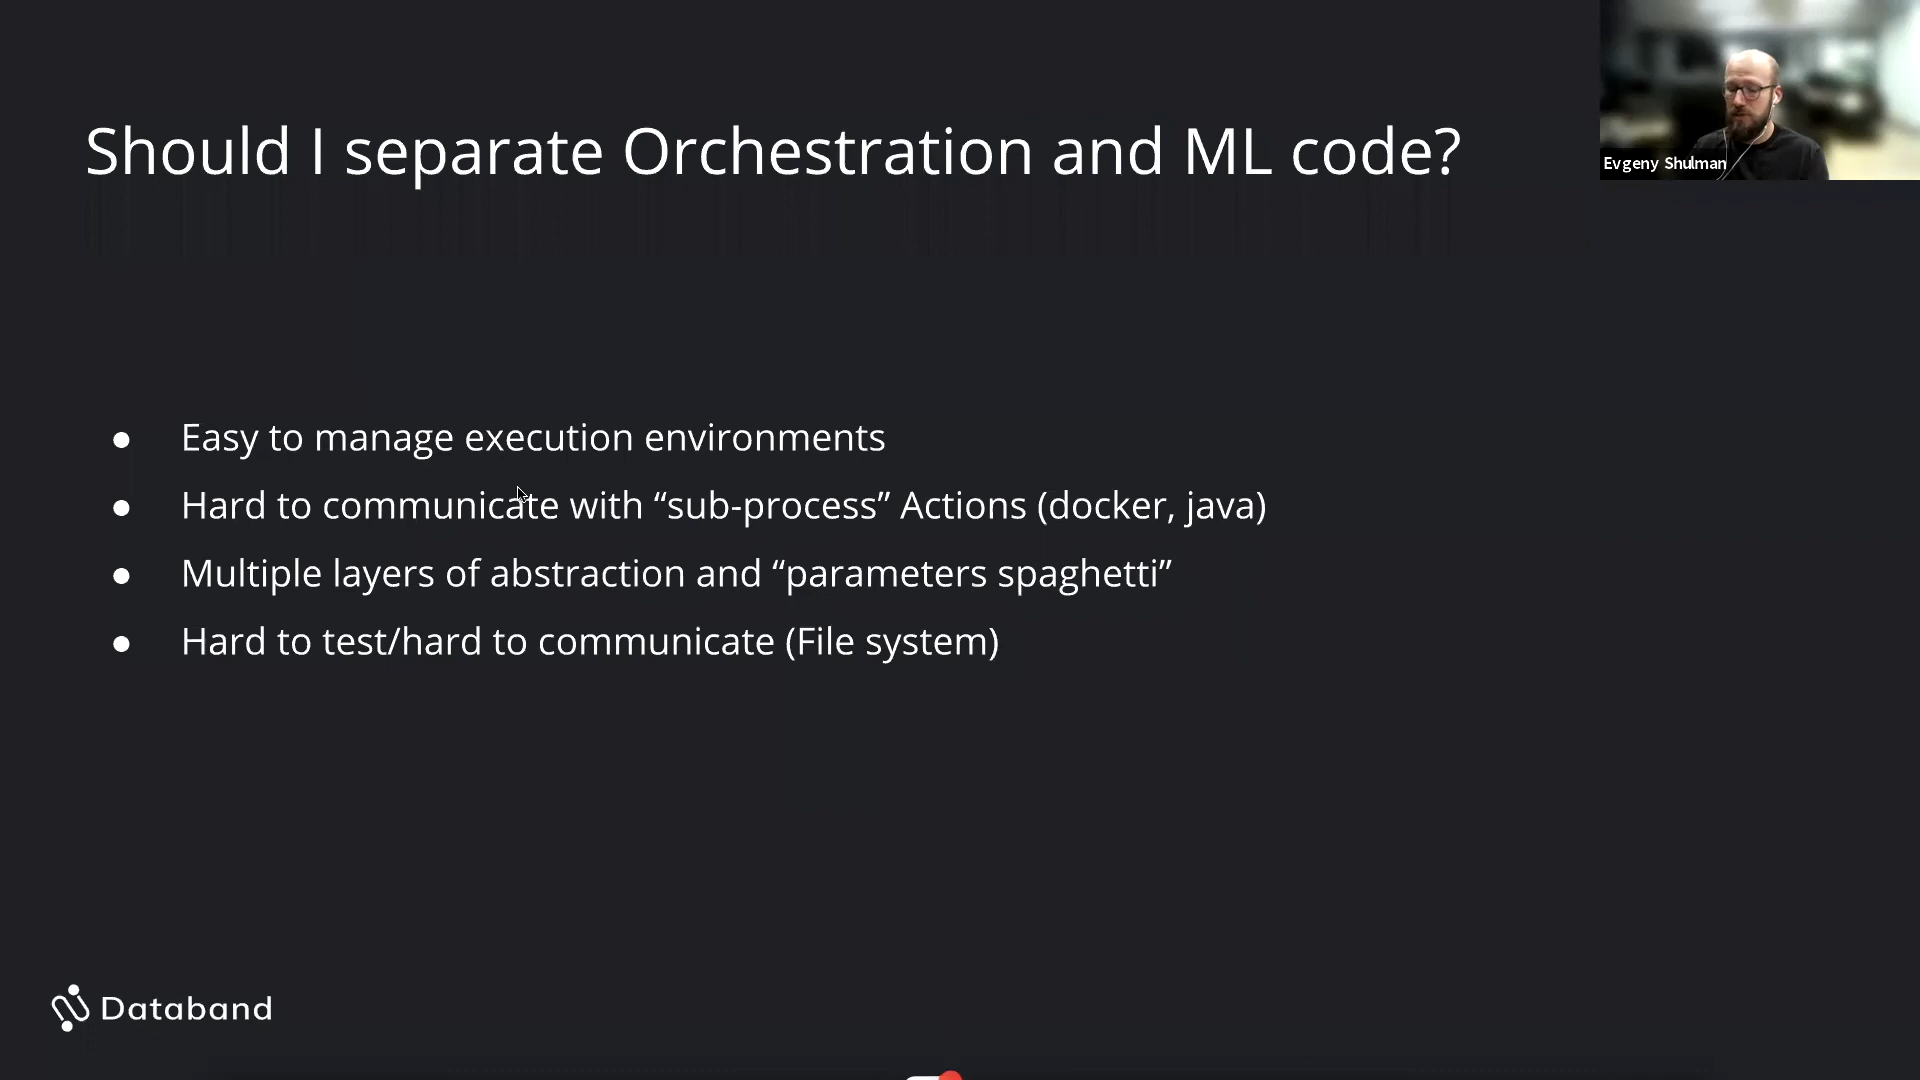 Should I separate Orchestration and ML code?
Evgeny Shulman
● Easy to manage execution environments
● Hard to communicate with “sub-process” Actions (docker, java)
● Multiple layers of abstraction and “parameters spaghetti”
● Hard to test/hard to communicate (File system)
Databand